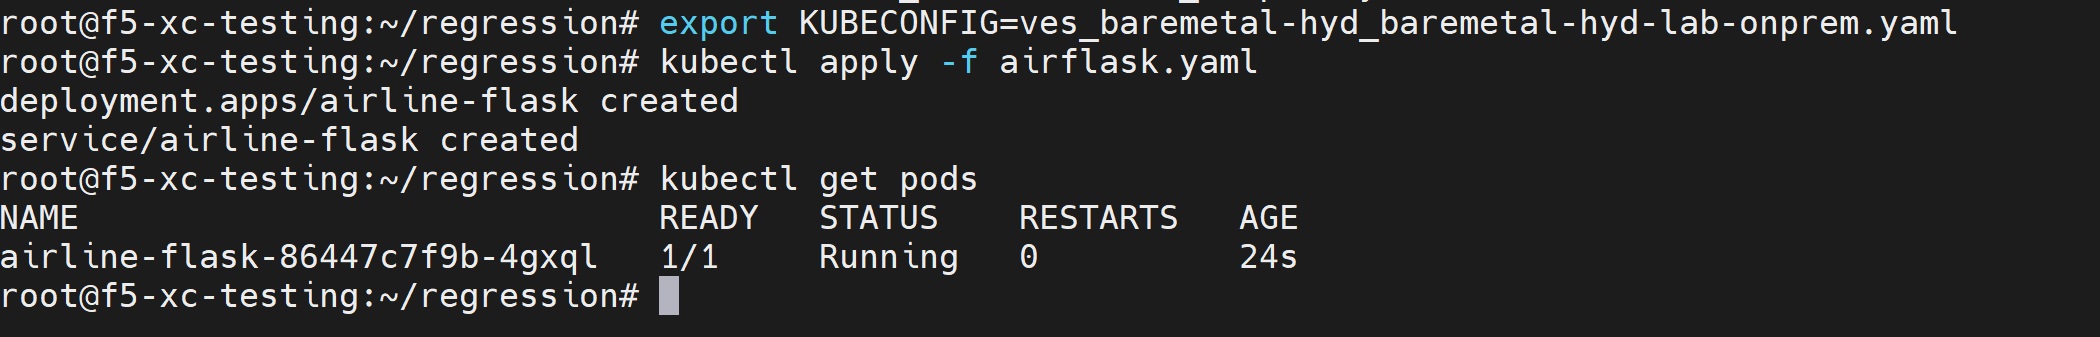 root@f5-xc-testing:~/regression# export KUBECONFIG=ves_baremetal-hyd_baremetal-hyd-lab-onprem.yaml
root@f5-xc-testing:~/regression# kubectl apply -f airflask.yaml
deployment.apps/airline-flask created
service/airline-flask created
root@f5-xc-testing:~/regression# kubectl get pods
NAME                             READY   STATUS    RESTARTS   AGE
airline-flask-86447c7f9b-4gxql   1/1     Running   0          24s
root@f5-xc-testing:~/regression#